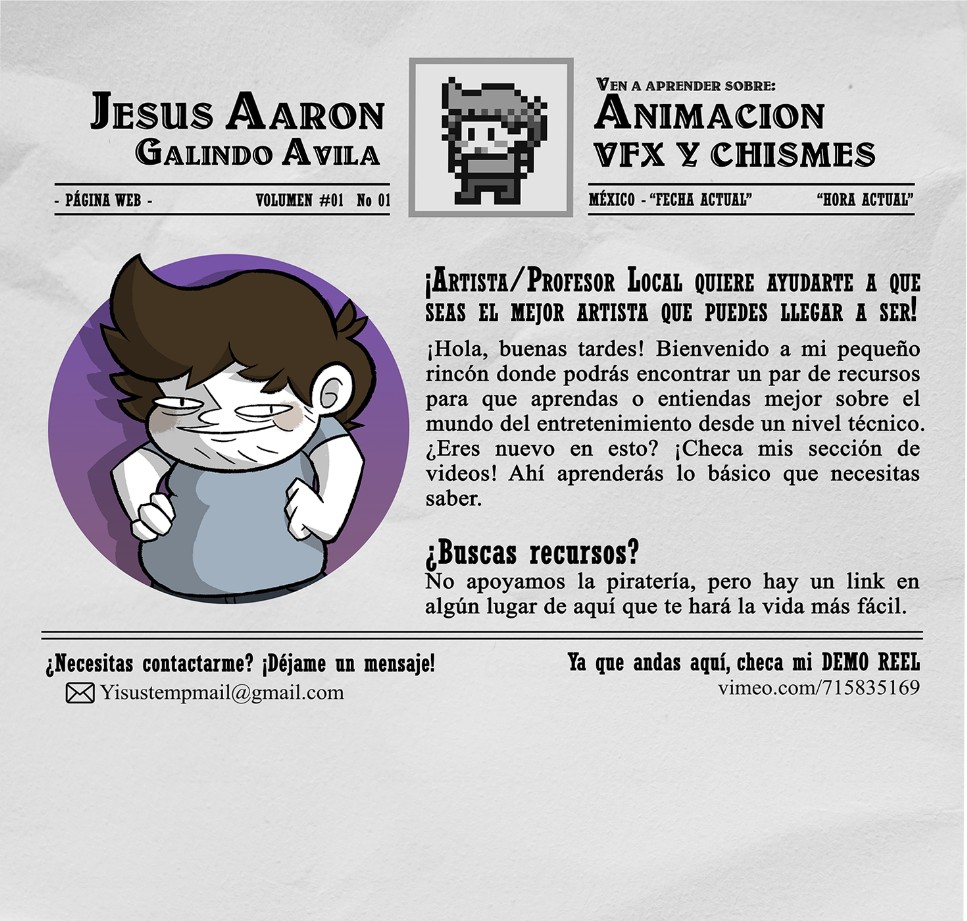 Jesus Aaron
Galindo Avila
Ven a aprender sobre:
Animacion
VFX y chismes
- PÁGINA WEB -
VOLUMEN #01 No 01
MÉXICO - “FECHA ACTUAL”
“HORA ACTUAL”
¡Artista/Profesor Local quiere ayudarte a que
seas el mejor artista que puedes llegar a ser!
¡Hola, buenas tardes! Bienvenido a mi pequeño
rincón donde podrás encontrar un par de recursos
para que aprendas o entiendas mejor sobre el
mundo del entretenimiento desde un nivel técnico.
¿Eres nuevo en esto? ¡Checa mis sección de
videos! Ahí aprenderás lo básico que necesitas
saber.
¿Buscas recursos?
No apoyamos la piratería, pero hay un link en
algún lugar de aquí que te hará la vida más fácil.
¿Necesitas contactarme? ¡Déjame un mensaje!
Yisustempmail@gmail.com
Ya que andas aquí, checa mi DEMO REEL
vimeo.com/715835169